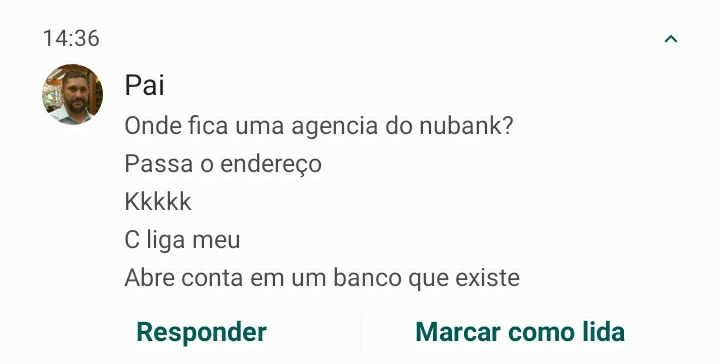 14:36
Pai
Onde fica uma agencia do nubank?
Passa o endereço
Kkkkk
C liga meu
Abre conta em um banco que existe
Responder
Marcar como lida